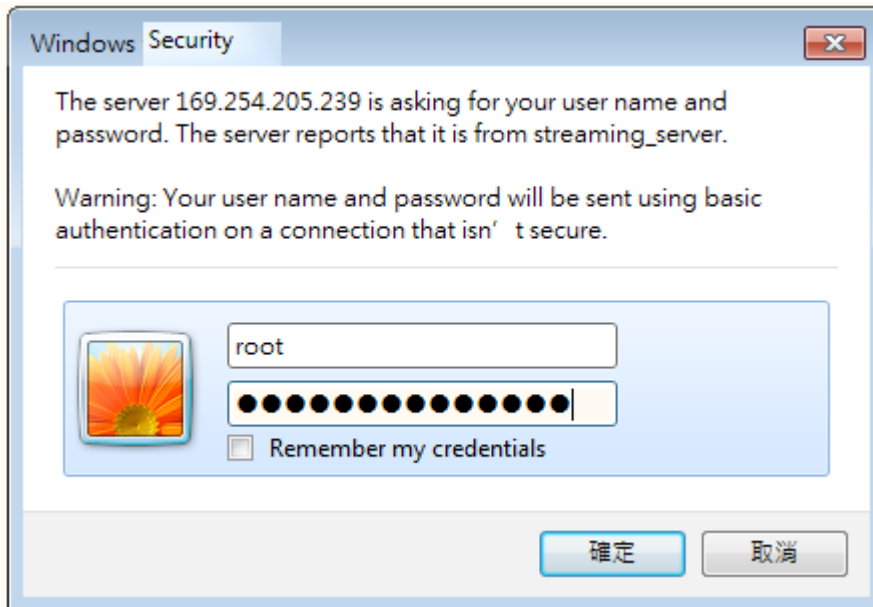 Windows Security
The server 169.254.205.239 is asking for your user name and
password. The server reports that it is from streaming_server.
Warning: Your user name and password will be sent using basic
authentication on a connection that isn’ t secure.
root
●●●●●●●●●●●●●●
Remember my credentials
確定
取消